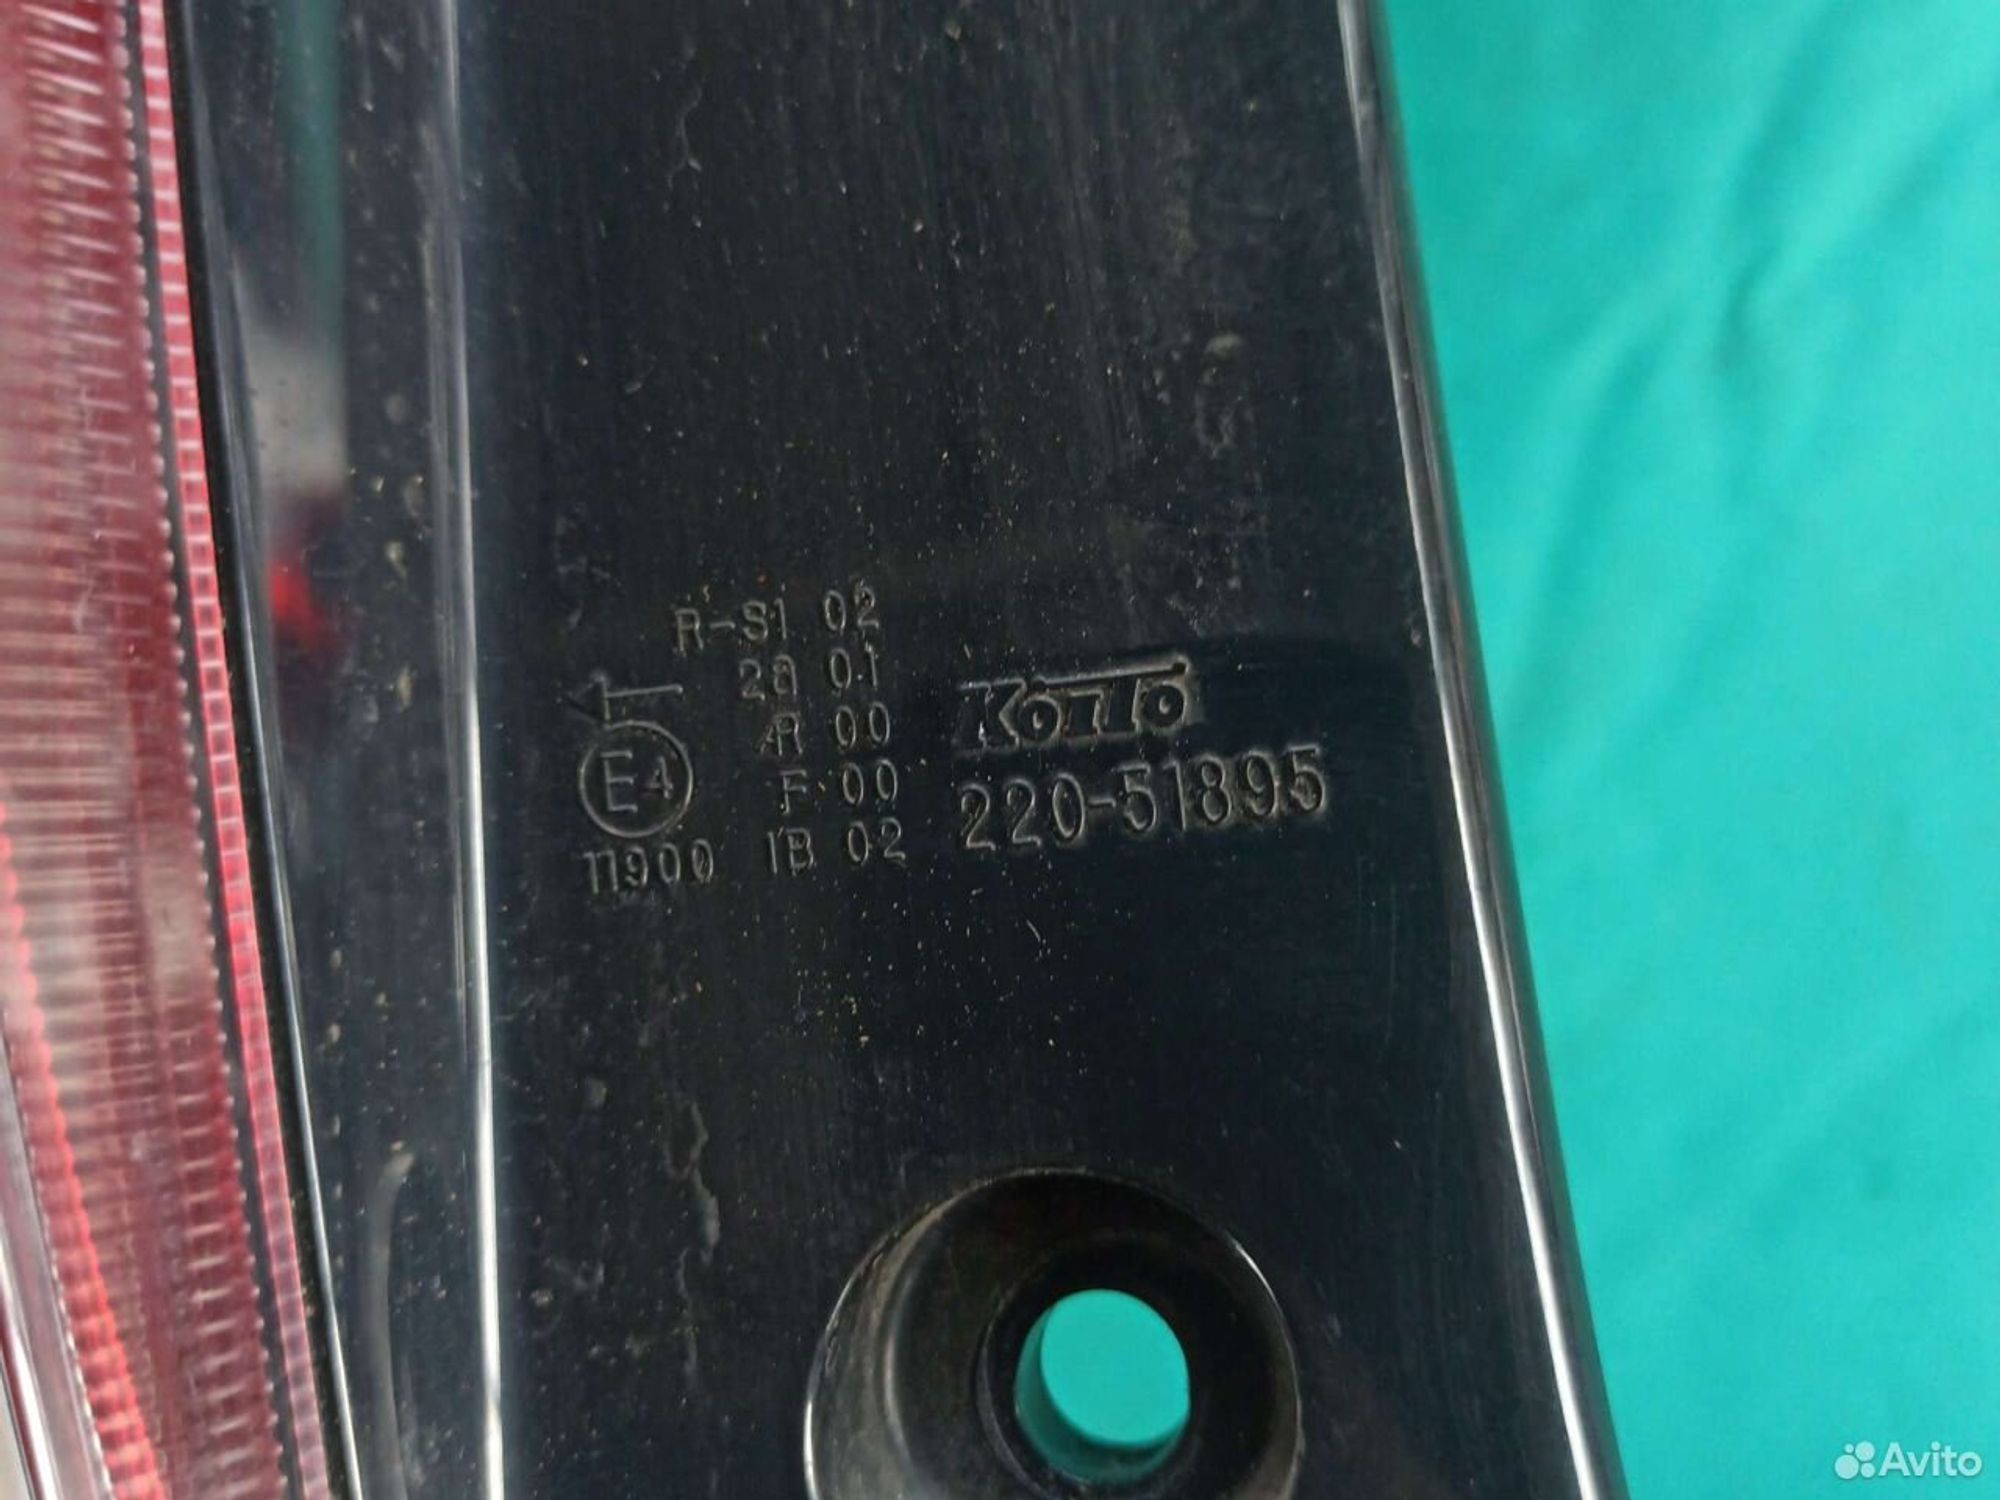 R-S1 02
2a 01
AR 00
F 00
IB 02
E4
11900
KOITO
220-51895
Avito